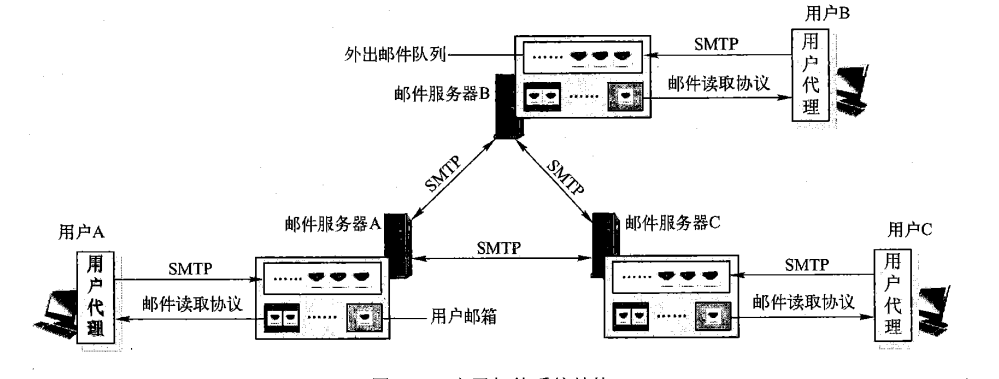 用户B
SMTP
外出邮件队列
邮件读取协议
用户代理
邮件服务器B
SMTP
SMTP
用户A
邮件服务器A
邮件服务器C
用户C
SMTP
SMTP
SMTP
用户代理
邮件读取协议
用户邮箱
邮件读取协议
用户代理